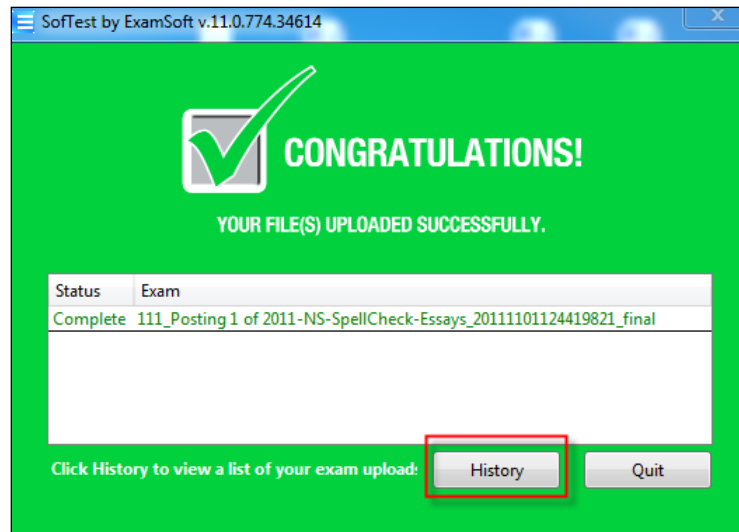 SofTest by ExamSoft v.11.0.774.34614
CONGRATULATIONS!
YOUR FILE(S) UPLOADED SUCCESSFULLY.
Status Exam
Complete 111_Posting 1 of 2011-NS-SpellCheck-Essays_20111101124419821_final
Click History to view a list of your exam upload: History Quit